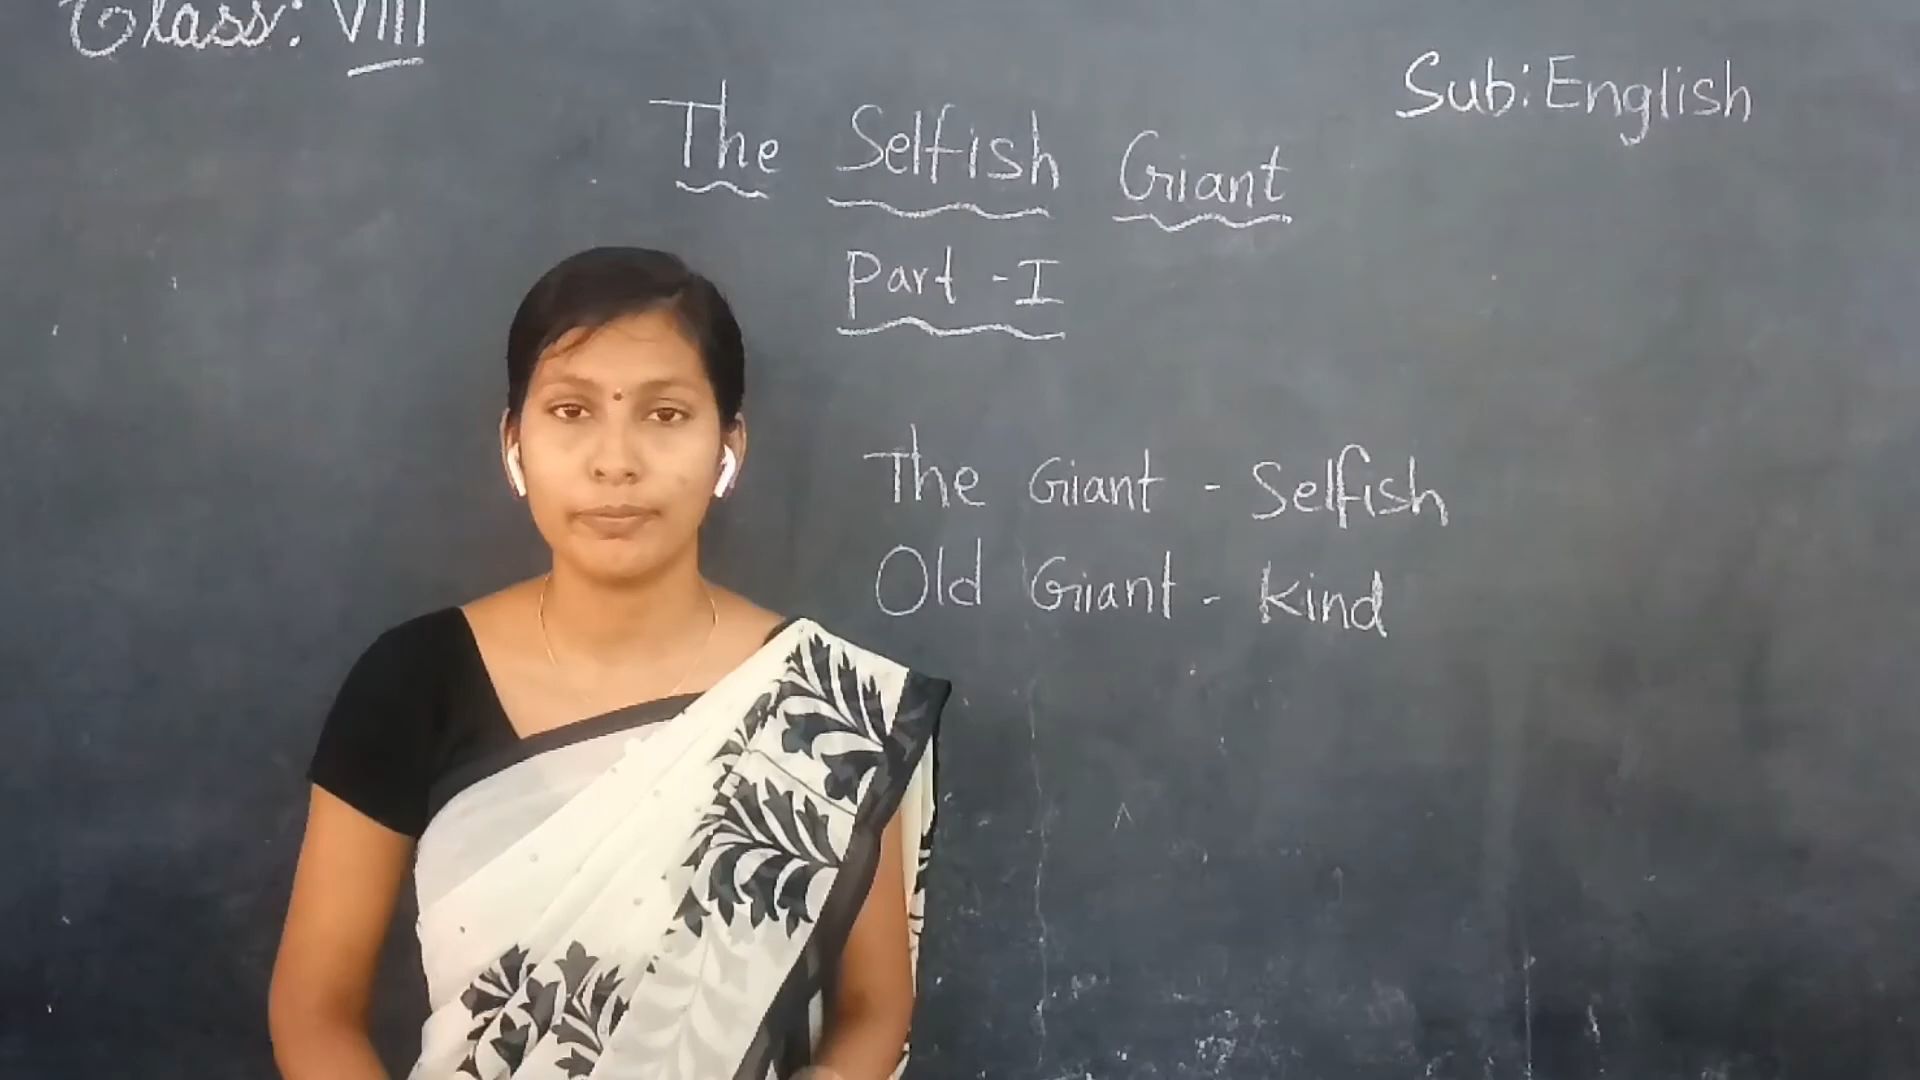 Class: VIII
Sub: English
The Selfish Giant
Part - I
The Giant - Selfish
Old Giant - Kind